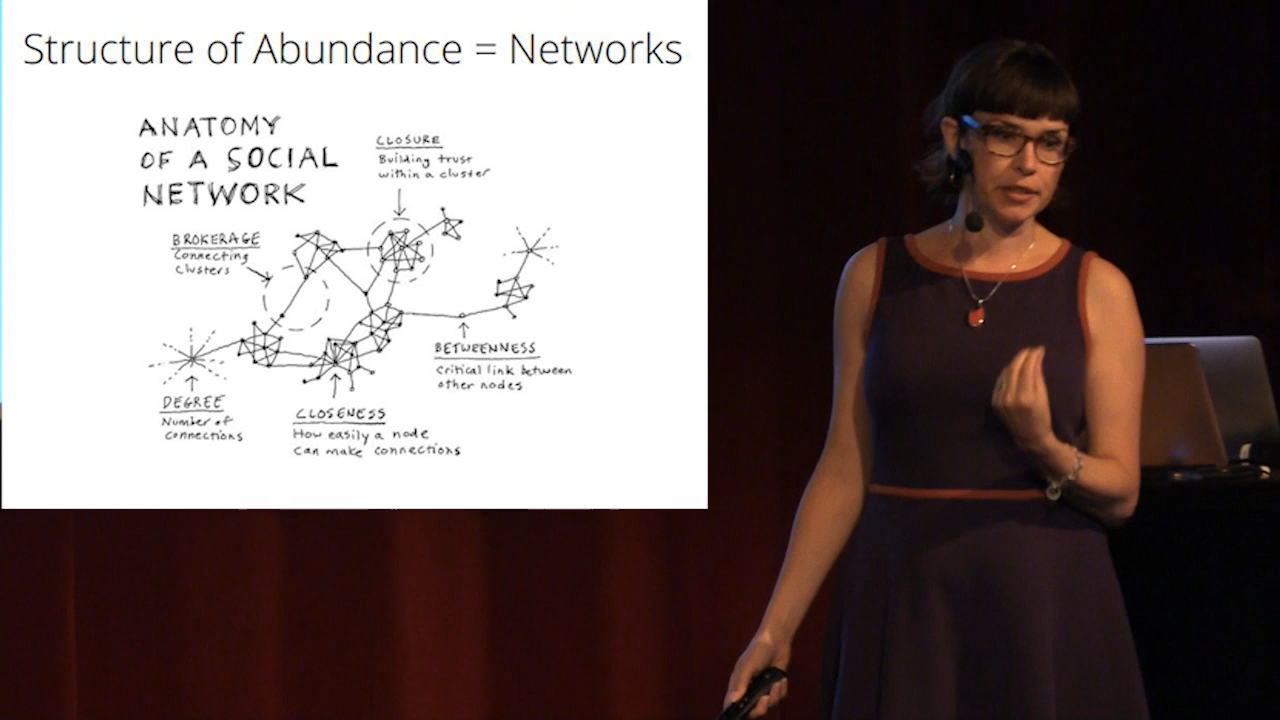 Structure of Abundance = Networks
ANATOMY
OF A SOCIAL
NETWORK
CLOSURE
Building trust
within a cluster
BROKERAGE
Connecting
clusters
BETWEENNESS
Critical link between
other nodes
DEGREE
Number of
connections
CLOSENESS
How easily a node
can make connections